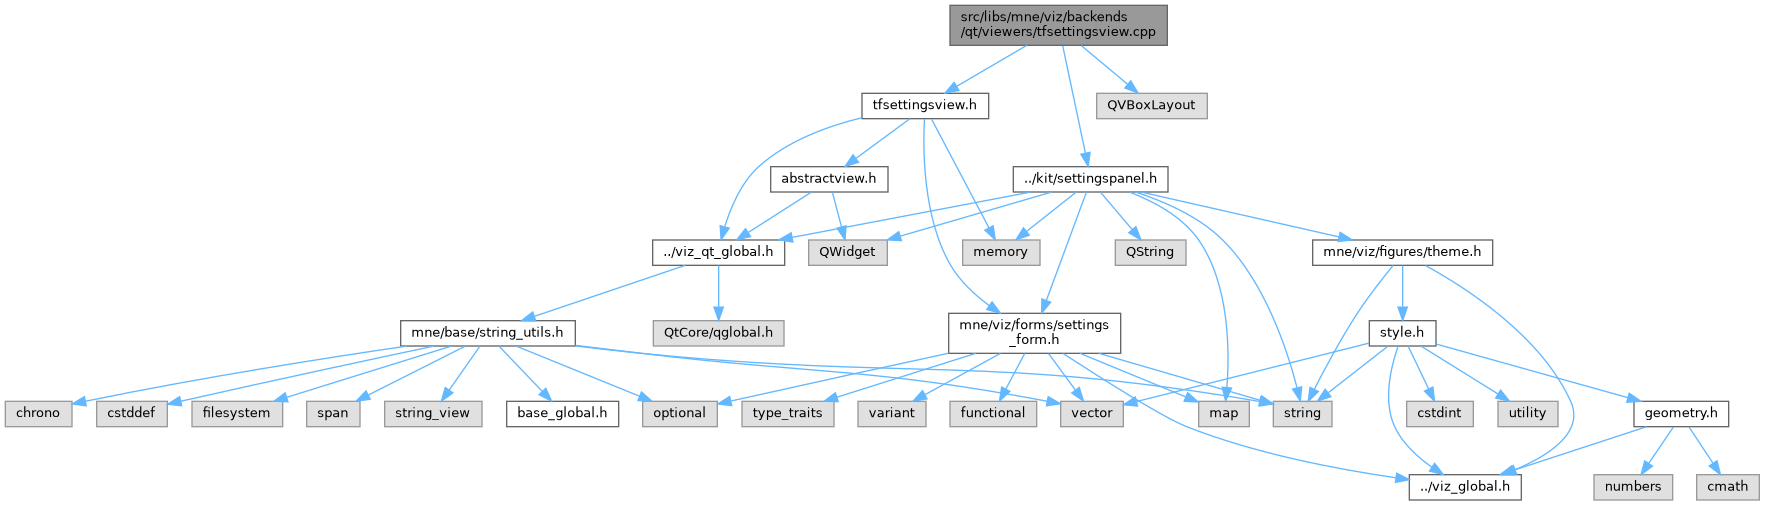 src/libs/mne/viz/backends
/qt/viewers/tfsettingsview.cpp
tfsettingsview.h
QVBoxLayout
abstractview.h
../kit/settingspanel.h
../viz_qt_global.h
QWidget
memory
QString
mne/viz/figures/theme.h
mne/base/string_utils.h
QtCore/qglobal.h
mne/viz/forms/settings
_form.h
style.h
chrono
cstddef
filesystem
span
string_view
base_global.h
optional
type_traits
variant
functional
vector
map
string
cstdint
utility
geometry.h
../viz_global.h
numbers
cmath